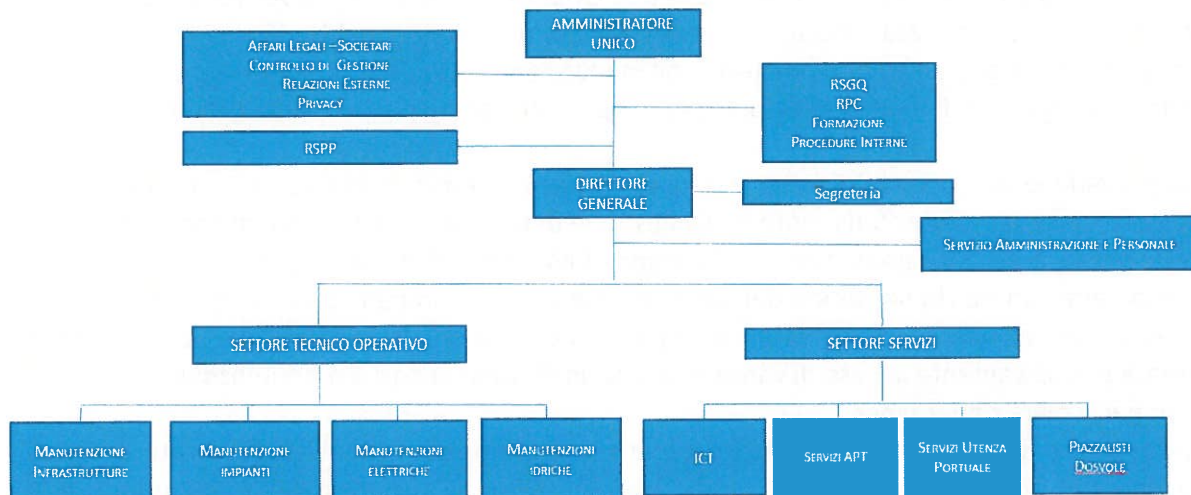 AMMINISTRATORE
UNICO
AFFARI LEGALI –SOCIETARI
CONTROLLO DI GESTIONE
RELAZIONI ESTERNE
PRIVACY
RSGQ
RPC
FORMAZIONE
PROCEDURE INTERNE
RSPP
DIRETTORE
GENERALE
Segreteria
SERVIZIO AMMINISTRAZIONE E PERSONALE
SETTORE TECNICO OPERATIVO
SETTORE SERVIZI
MANUTENZIONE
INFRASTRUTTURE
MANUTENZIONE
IMPIANTI
MANUTENZIONI
ELETTRICHE
MANUTENZIONI
IDRICHE
ICT
SERVIZI APT
SERVIZI UTENZA
PORTUALE
PIAZZALISTI
DOSVOLE